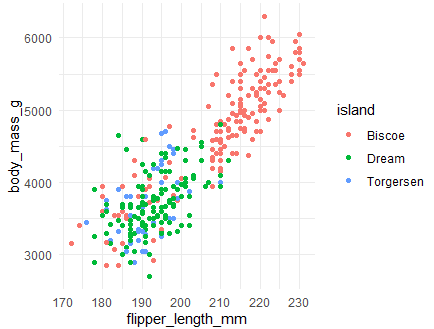 body_mass_g
6000
5000
4000
3000
170 180 190 200 210 220 230
flipper_length_mm
island
Biscoe
Dream
Torgersen